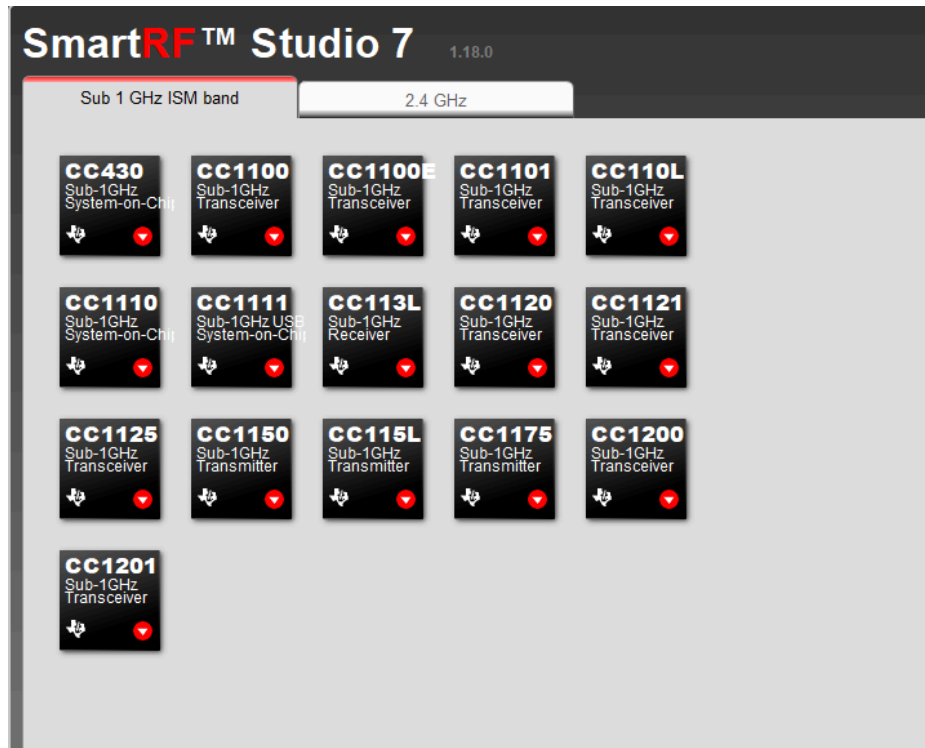 SmartRF™ Studio 7 1.18.0
Sub 1 GHz ISM band 2.4 GHz
CC430 CC1100 CC1100E CC1101 CC110L
Sub-1GHz Sub-1GHz Sub-1GHz Sub-1GHz Sub-1GHz
System-on-Chip Transceiver Transceiver Transceiver Transceiver
CC1110 CC1111 CC113L CC1120 CC1121
Sub-1GHz Sub-1GHz USB Sub-1GHz Sub-1GHz Sub-1GHz
System-on-Chip System-on-Chip Receiver Transceiver Transceiver
CC1125 CC1150 CC115L CC1175 CC1200
Sub-1GHz Sub-1GHz Sub-1GHz Sub-1GHz Sub-1GHz
Transceiver Transmitter Transmitter Transmitter Transceiver
CC1201
Sub-1GHz
Transceiver